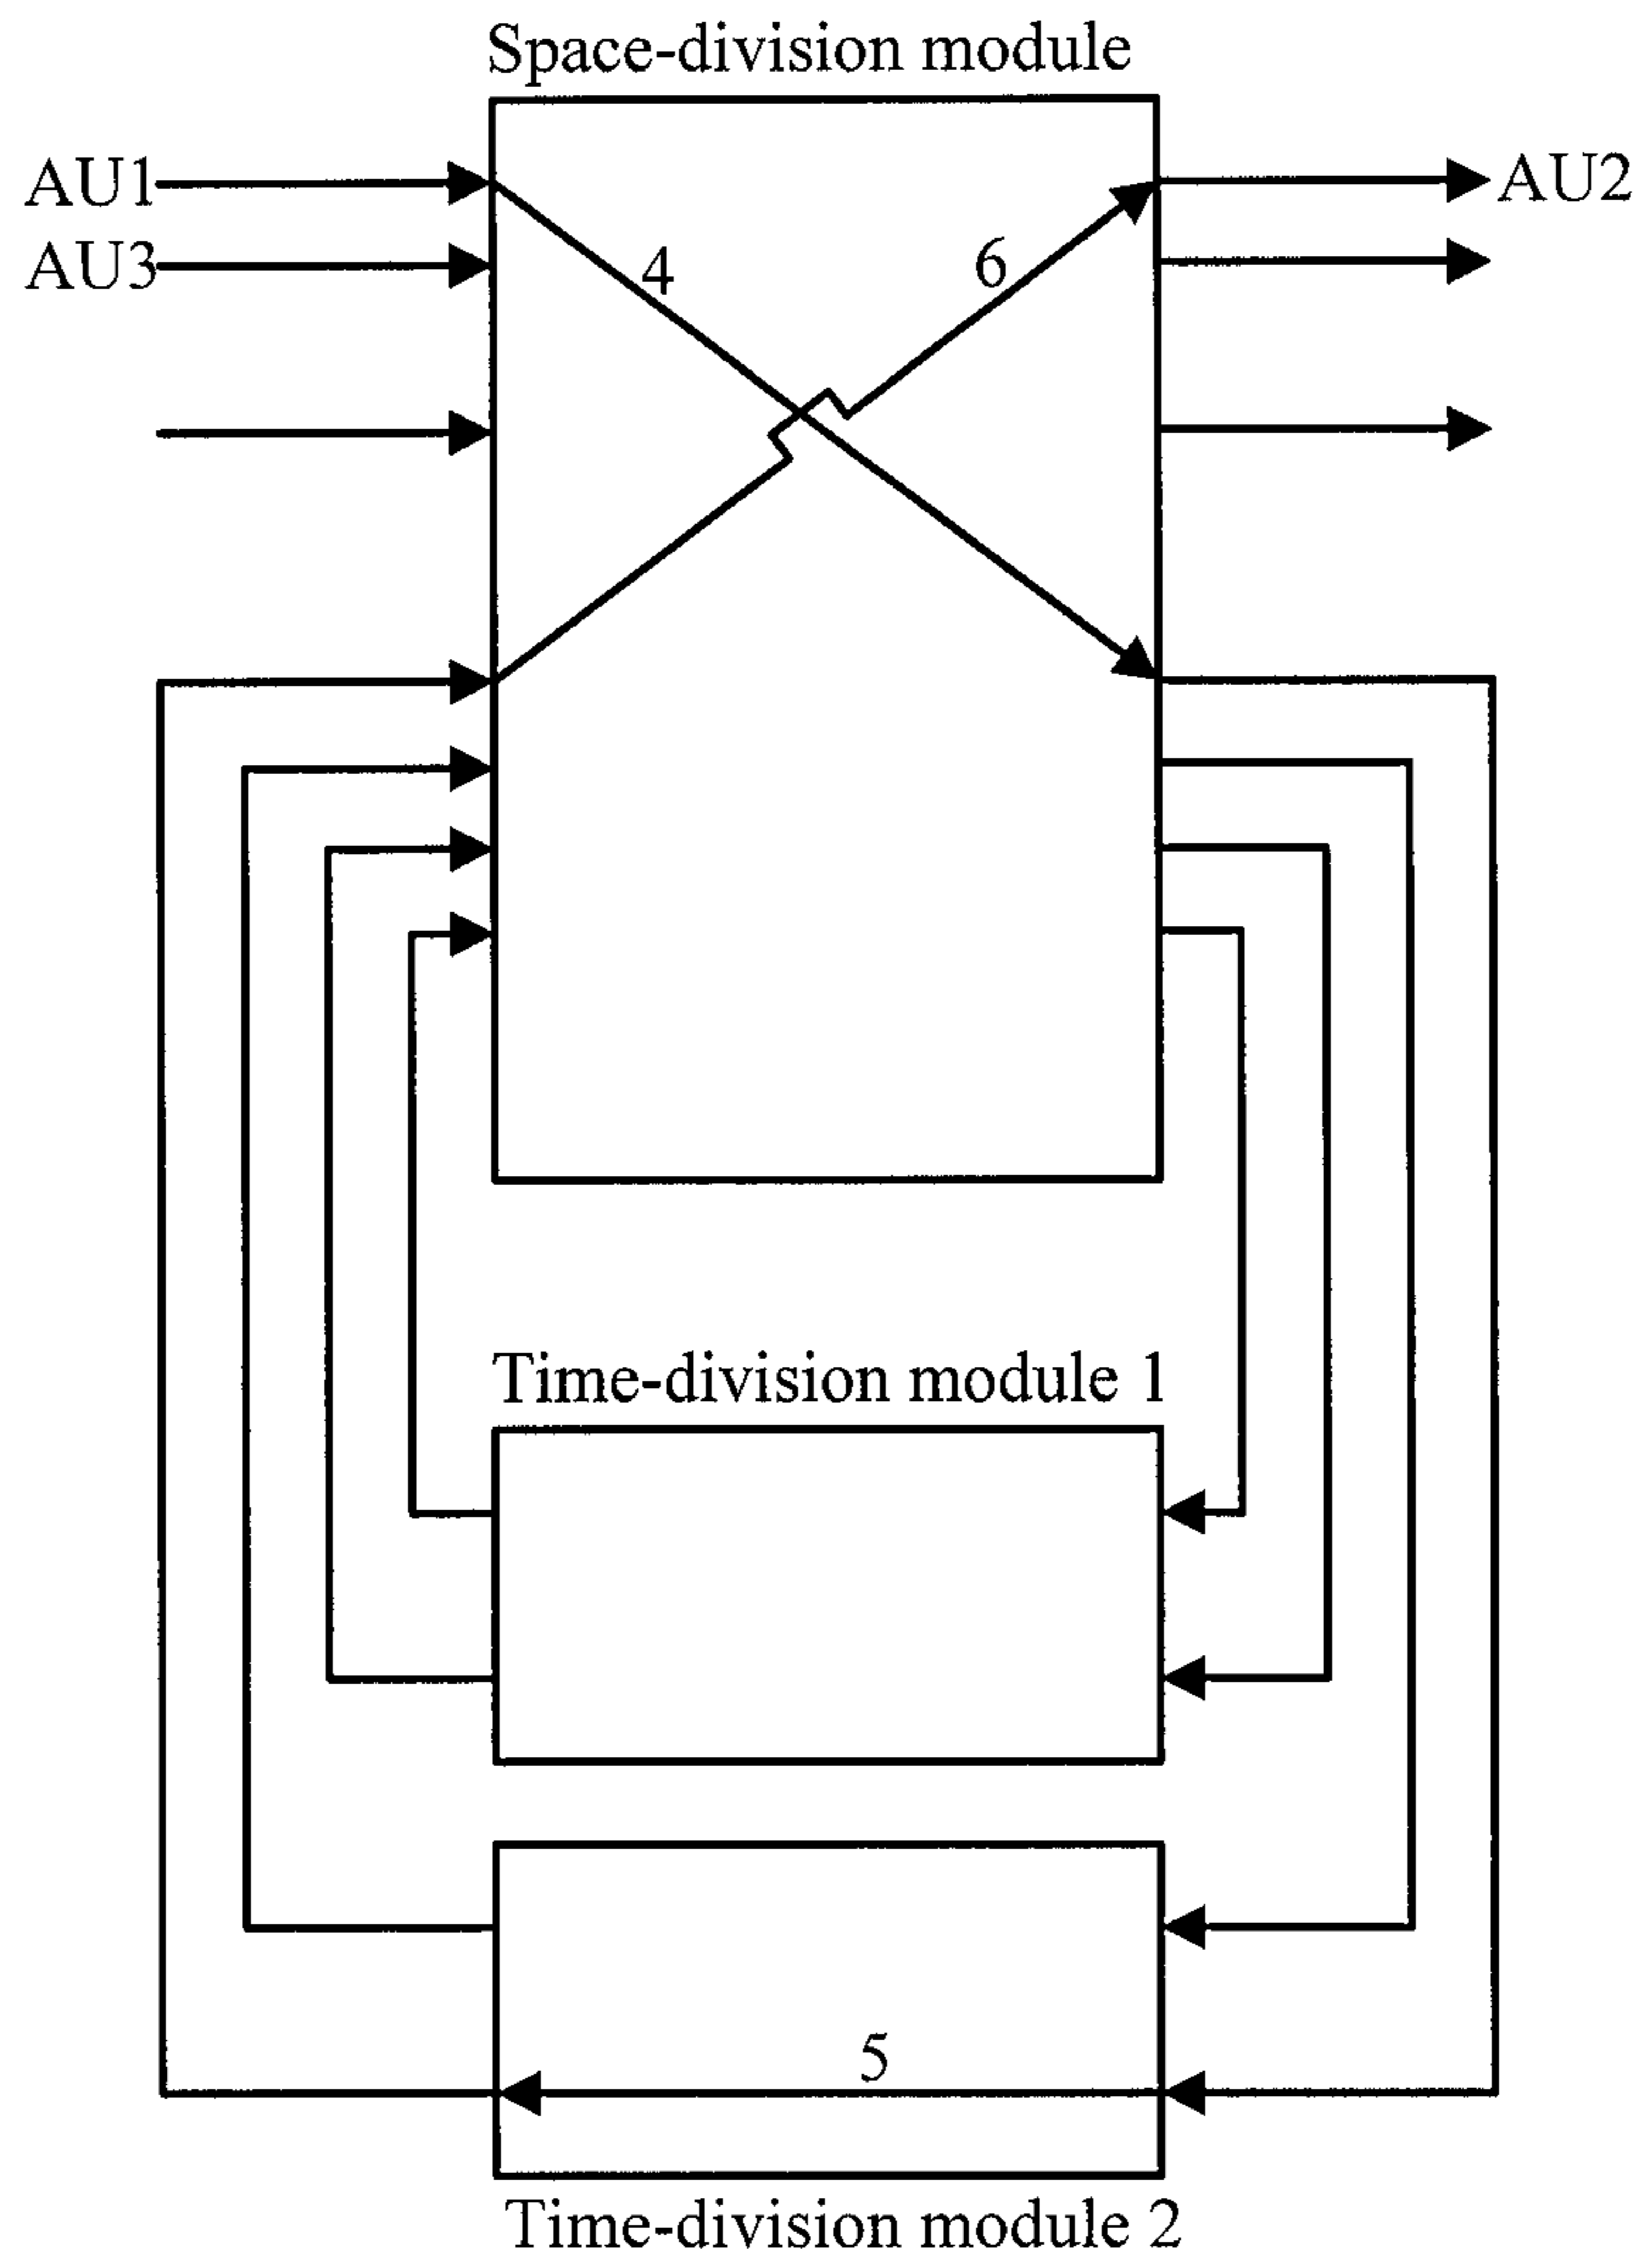 Space-division module
AU1
AU2
AU3
4
6
Time-division module 1
5
Time-division module 2